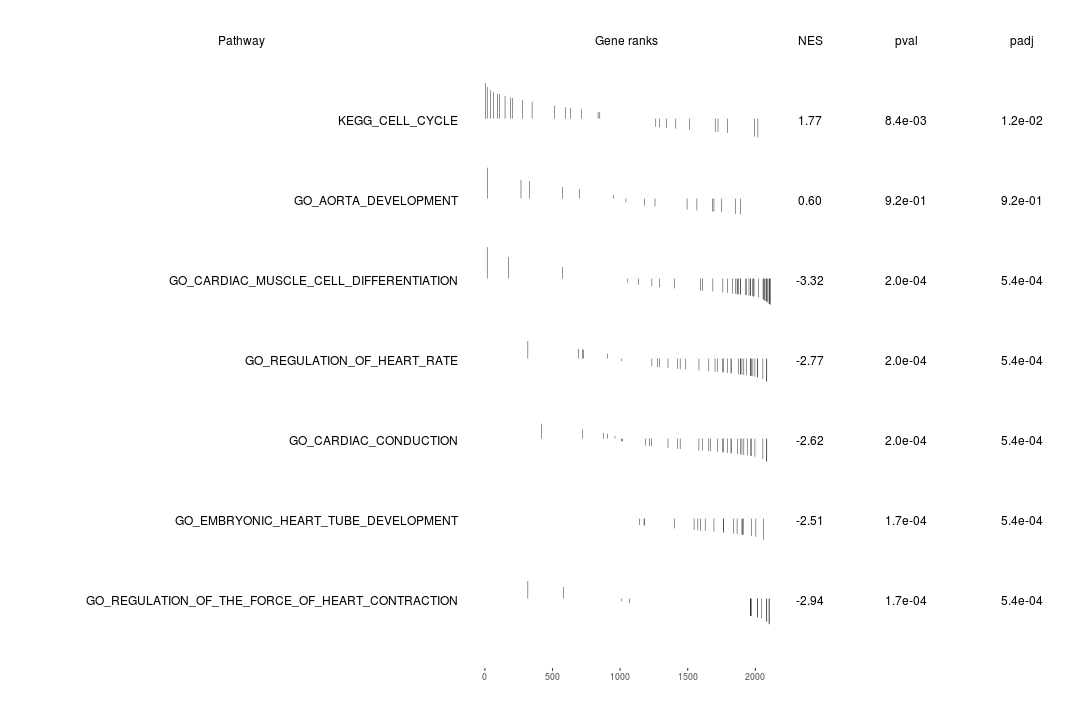 Pathway Gene ranks NES pval padj
KEGG_CELL_CYCLE 1.77 8.4e-03 1.2e-02
GO_AORTA_DEVELOPMENT 0.60 9.2e-01 9.2e-01
GO_CARDIAC_MUSCLE_CELL_DIFFERENTIATION -3.32 2.0e-04 5.4e-04
GO_REGULATION_OF_HEART_RATE -2.77 2.0e-04 5.4e-04
GO_CARDIAC_CONDUCTION -2.62 2.0e-04 5.4e-04
GO_EMBRYONIC_HEART_TUBE_DEVELOPMENT -2.51 1.7e-04 5.4e-04
GO_REGULATION_OF_THE_FORCE_OF_HEART_CONTRACTION -2.94 1.7e-04 5.4e-04
0 500 1000 1500 2000